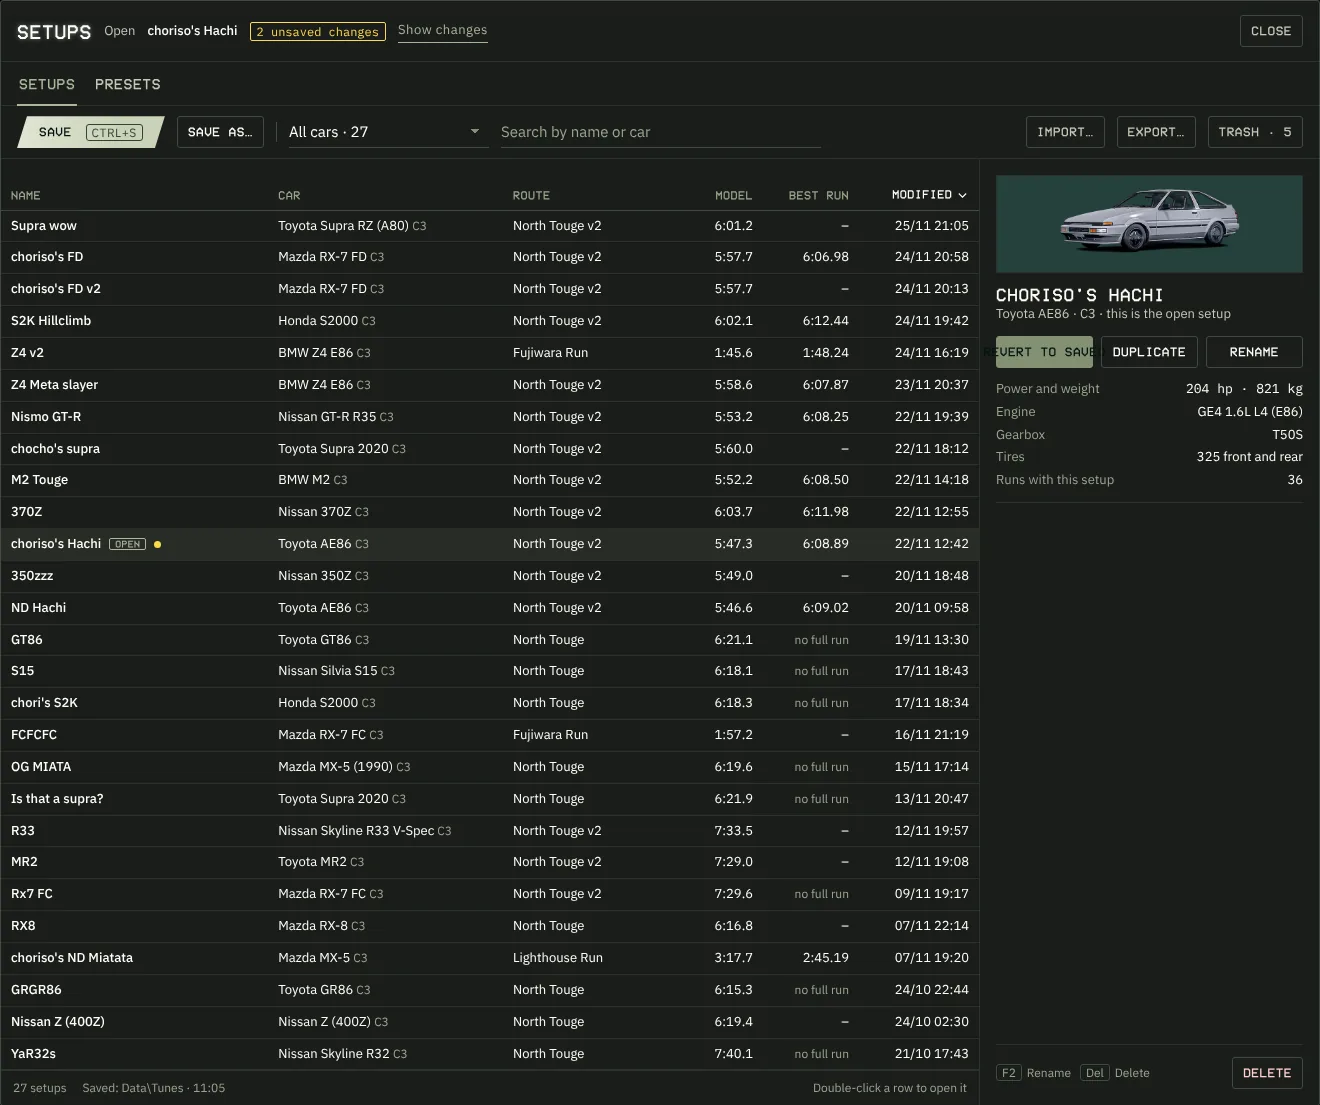 SETUPS Open choriso's Hachi 2 unsaved changes Show changes CLOSE
SETUPS PRESETS
SAVE CTRL+S SAVE AS… All cars · 27 Search by name or car IMPORT… EXPORT… TRASH · 5
NAME CAR ROUTE MODEL BEST RUN MODIFIED
Supra wow Toyota Supra RZ (A80) C3 North Touge v2 6:01.2 – 25/11 21:05
choriso's FD Mazda RX-7 FD C3 North Touge v2 5:57.7 6:06.98 24/11 20:58
choriso's FD v2 Mazda RX-7 FD C3 North Touge v2 5:57.7 – 24/11 20:13
S2K Hillclimb Honda S2000 C3 North Touge v2 6:02.1 6:12.44 24/11 19:42
Z4 v2 BMW Z4 E86 C3 Fujiwara Run 1:45.6 1:48.24 24/11 16:19
Z4 Meta slayer BMW Z4 E86 C3 North Touge v2 5:58.6 6:07.87 23/11 20:37
Nismo GT-R Nissan GT-R R35 C3 North Touge v2 5:53.2 6:08.25 22/11 19:39
chocho's supra Toyota Supra 2020 C3 North Touge v2 5:60.0 – 22/11 18:12
M2 Touge BMW M2 C3 North Touge v2 5:52.2 6:08.50 22/11 14:18
370Z Nissan 370Z C3 North Touge v2 6:03.7 6:11.98 22/11 12:55
choriso's Hachi OPEN Toyota AE86 C3 North Touge v2 5:47.3 6:08.89 22/11 12:42
350zzz Nissan 350Z C3 North Touge v2 5:49.0 – 20/11 18:48
ND Hachi Toyota AE86 C3 North Touge v2 5:46.6 6:09.02 20/11 09:58
GT86 Toyota GT86 C3 North Touge 6:21.1 no full run 19/11 13:30
S15 Nissan Silvia S15 C3 North Touge 6:18.1 no full run 17/11 18:43
chori's S2K Honda S2000 C3 North Touge 6:18.3 no full run 17/11 18:34
FCFCFC Mazda RX-7 FC C3 Fujiwara Run 1:57.2 – 16/11 21:19
OG MIATA Mazda MX-5 (1990) C3 North Touge 6:19.6 no full run 15/11 17:14
Is that a supra? Toyota Supra 2020 C3 North Touge 6:21.9 no full run 13/11 20:47
R33 Nissan Skyline R33 V-Spec C3 North Touge v2 7:33.5 – 12/11 19:57
MR2 Toyota MR2 C3 North Touge v2 7:29.0 – 12/11 19:08
Rx7 FC Mazda RX-7 FC C3 North Touge v2 7:29.6 no full run 09/11 19:17
RX8 Mazda RX-8 C3 North Touge 6:16.8 – 07/11 22:14
choriso's ND Miatata Mazda MX-5 C3 Lighthouse Run 3:17.7 2:45.19 07/11 19:20
GRGR86 Toyota GR86 C3 North Touge 6:15.3 no full run 24/10 22:44
Nissan Z (400Z) Nissan Z (400Z) C3 North Touge 6:19.4 – 24/10 02:30
YaR32s Nissan Skyline R32 C3 North Touge 7:40.1 no full run 21/10 17:43
27 setups Saved: Data\Tunes · 11:05 Double-click a row to open it
CHORISO'S HACHI
Toyota AE86 · C3 · this is the open setup
REVERT TO SAVE DUPLICATE RENAME
Power and weight 204 hp · 821 kg
Engine GE4 1.6L L4 (E86)
Gearbox T50S
Tires 325 front and rear
Runs with this setup 36
F2 Rename Del Delete DELETE